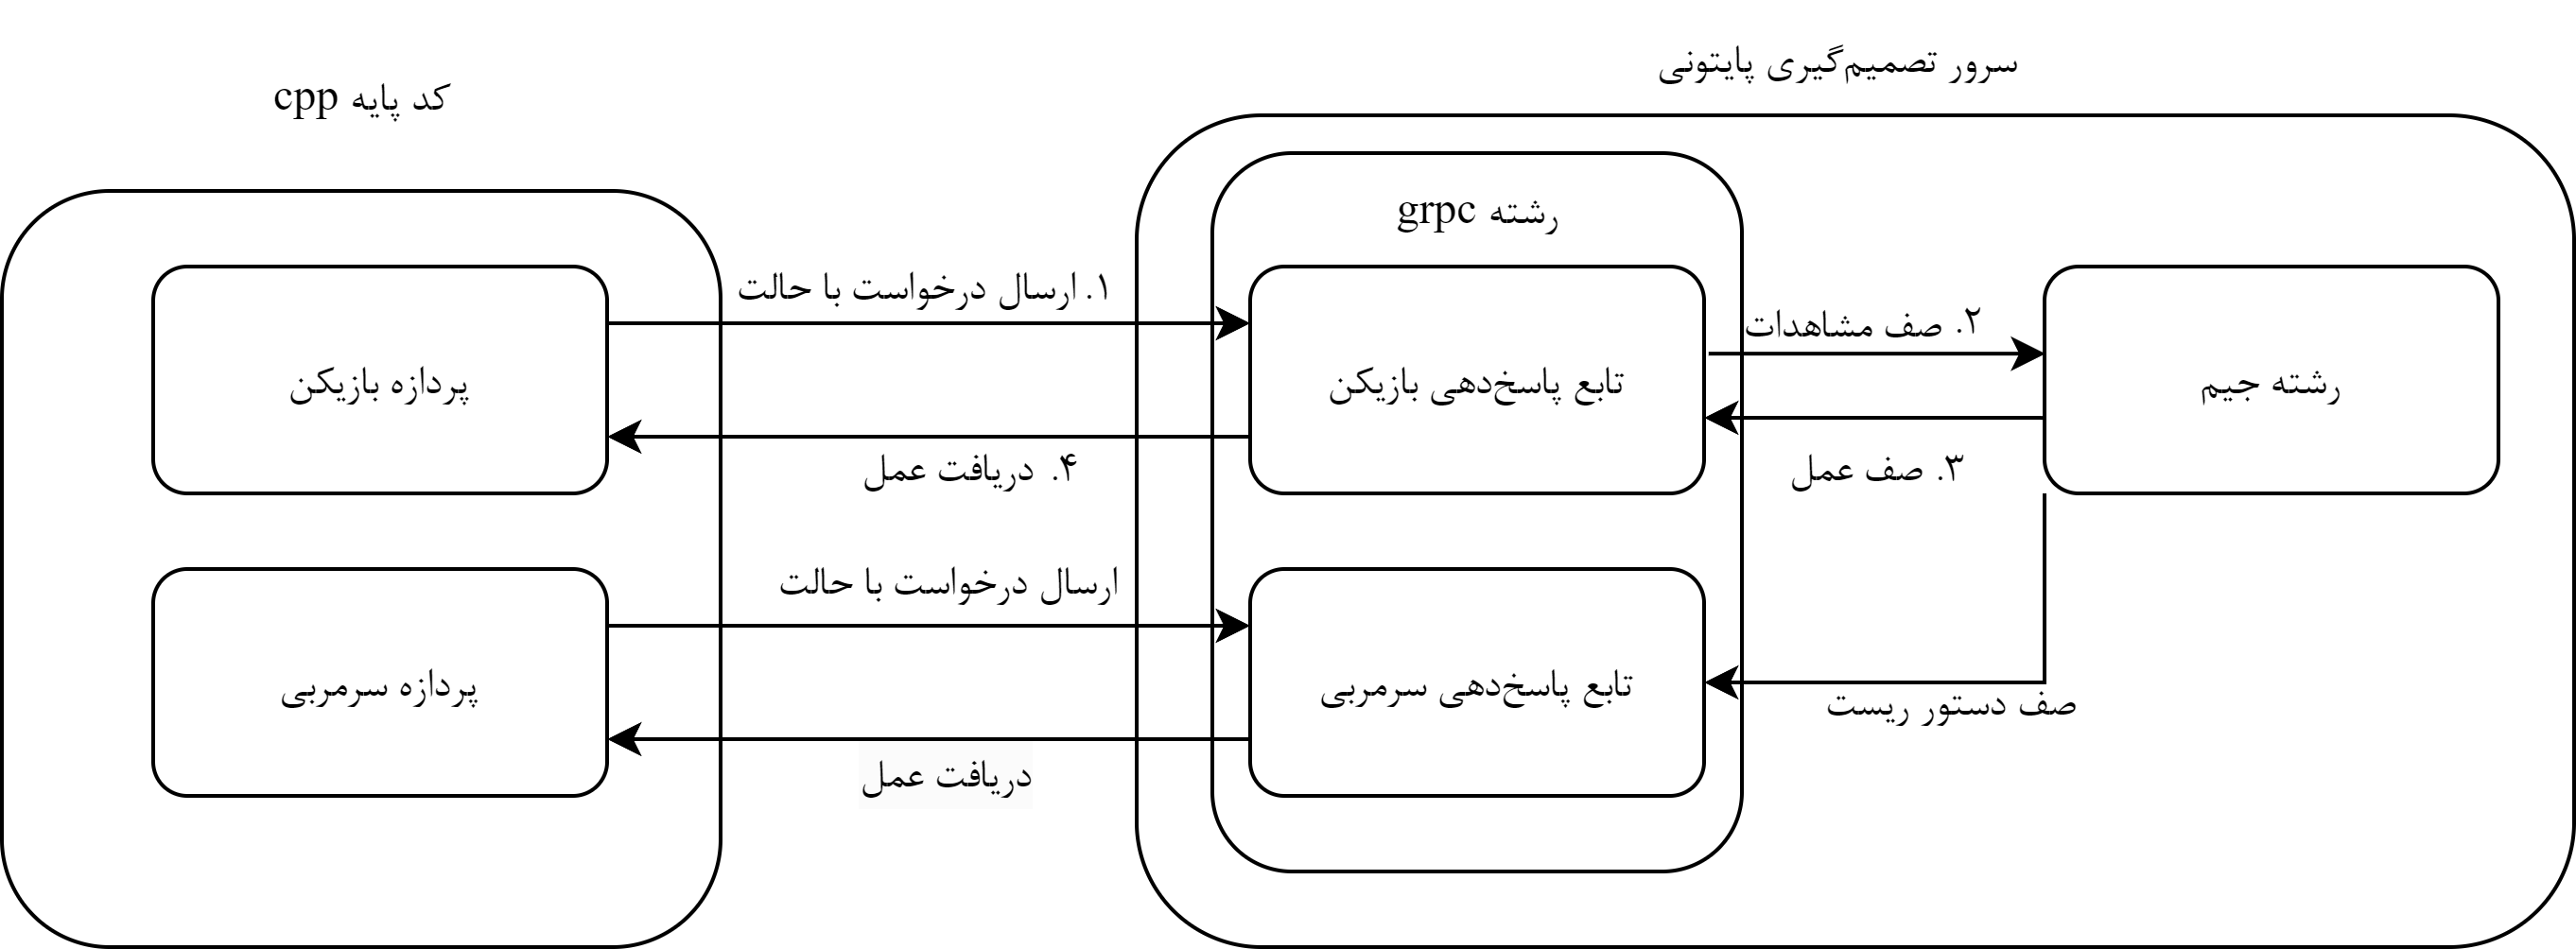 سرور تصمیم‌گیری پایتونی
کد پایه cpp
رشته grpc
۱. ارسال درخواست با حالت
۲. صف مشاهدات
پردازه بازیکن
تابع پاسخ‌دهی بازیکن
رشته جیم
۴. دریافت عمل
۳. صف عمل
ارسال درخواست با حالت
پردازه سرمربی
تابع پاسخ‌دهی سرمربی
صف دستور ریست
دریافت عمل